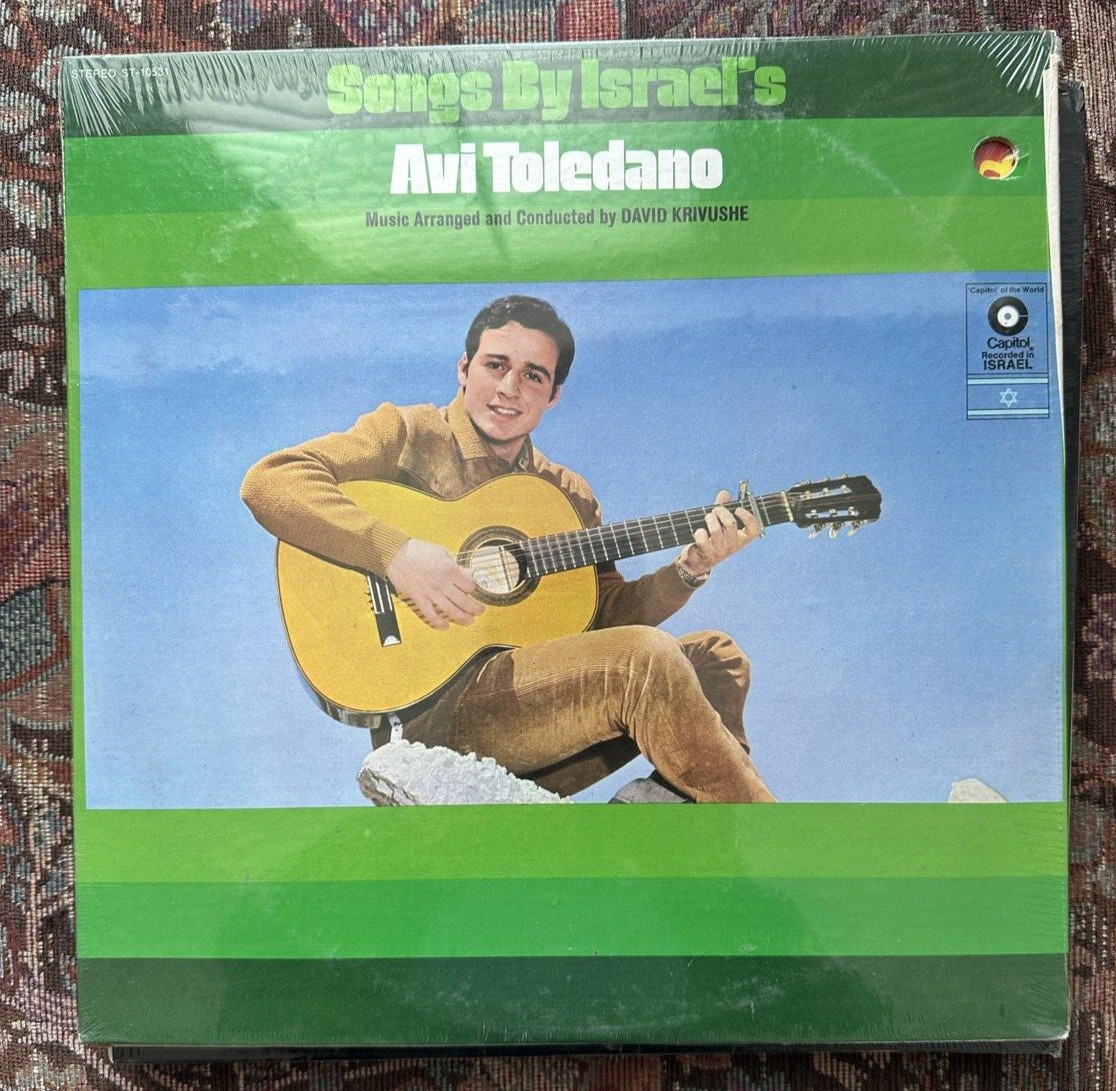 STEREO ST-10531
Songs By Israel's
Avi Toledano
Music Arranged and Conducted by DAVID KRIVUSHE
"Capitol" of the World
Capitol®
Recorded in
ISRAEL